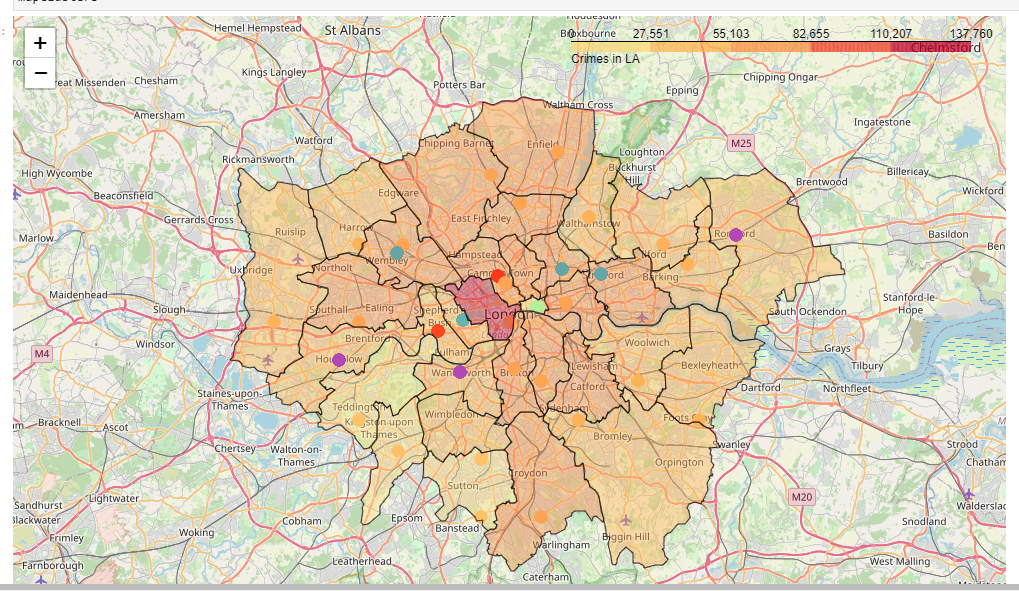 +
−
Hemel Hempstead
St Albans
Hoddesdon
Broxbourne
0 27,551 55,103 82,655 110,207 137,760
Crimes in LA
Chelmsford
Great Missenden
Chesham
Kings Langley
Potters Bar
Waltham Cross
Epping
Chipping Ongar
Amersham
Watford
Chipping Barnet
Enfield
Loughton
M25
Ingatestone
High Wycombe
Rickmansworth
Buckhurst
Hill
Brentwood
Billericay
Wickford
Beaconsfield
Edgware
Gerrards Cross
East Finchley
Walthamstow
Marlow
Ruislip
Harrow
Romford
Basildon
Wembley
Hampstead
Ilford
Uxbridge
Northolt
Camden Town
Barking
Maidenhead
Slough
Southall
Ealing
Shepherd's
Bush
London
South Ockendon
Stanford-le-
Hope
M4
Windsor
Brentford
Fulham
Woolwich
Grays
Hounslow
Wandsworth
Brixton
Lewisham
Bexleyheath
Tilbury
Staines-upon-
Thames
Catford
Dartford
Northfleet
Teddington
Wimbledon
Sydenham
Bracknell
Ascot
Kingston upon
Thames
Foots Cray
Bromley
Swanley
Strood
Chertsey
Walton-on-
Thames
Croydon
Orpington
Chatham
Sutton
M20
Sandhurst
Blackwater
Lightwater
Cobham
Epsom
Banstead
Biggin Hill
Snodland
Frimley
Woking
Warlingham
Leatherhead
West Malling
Farnborough
Caterham